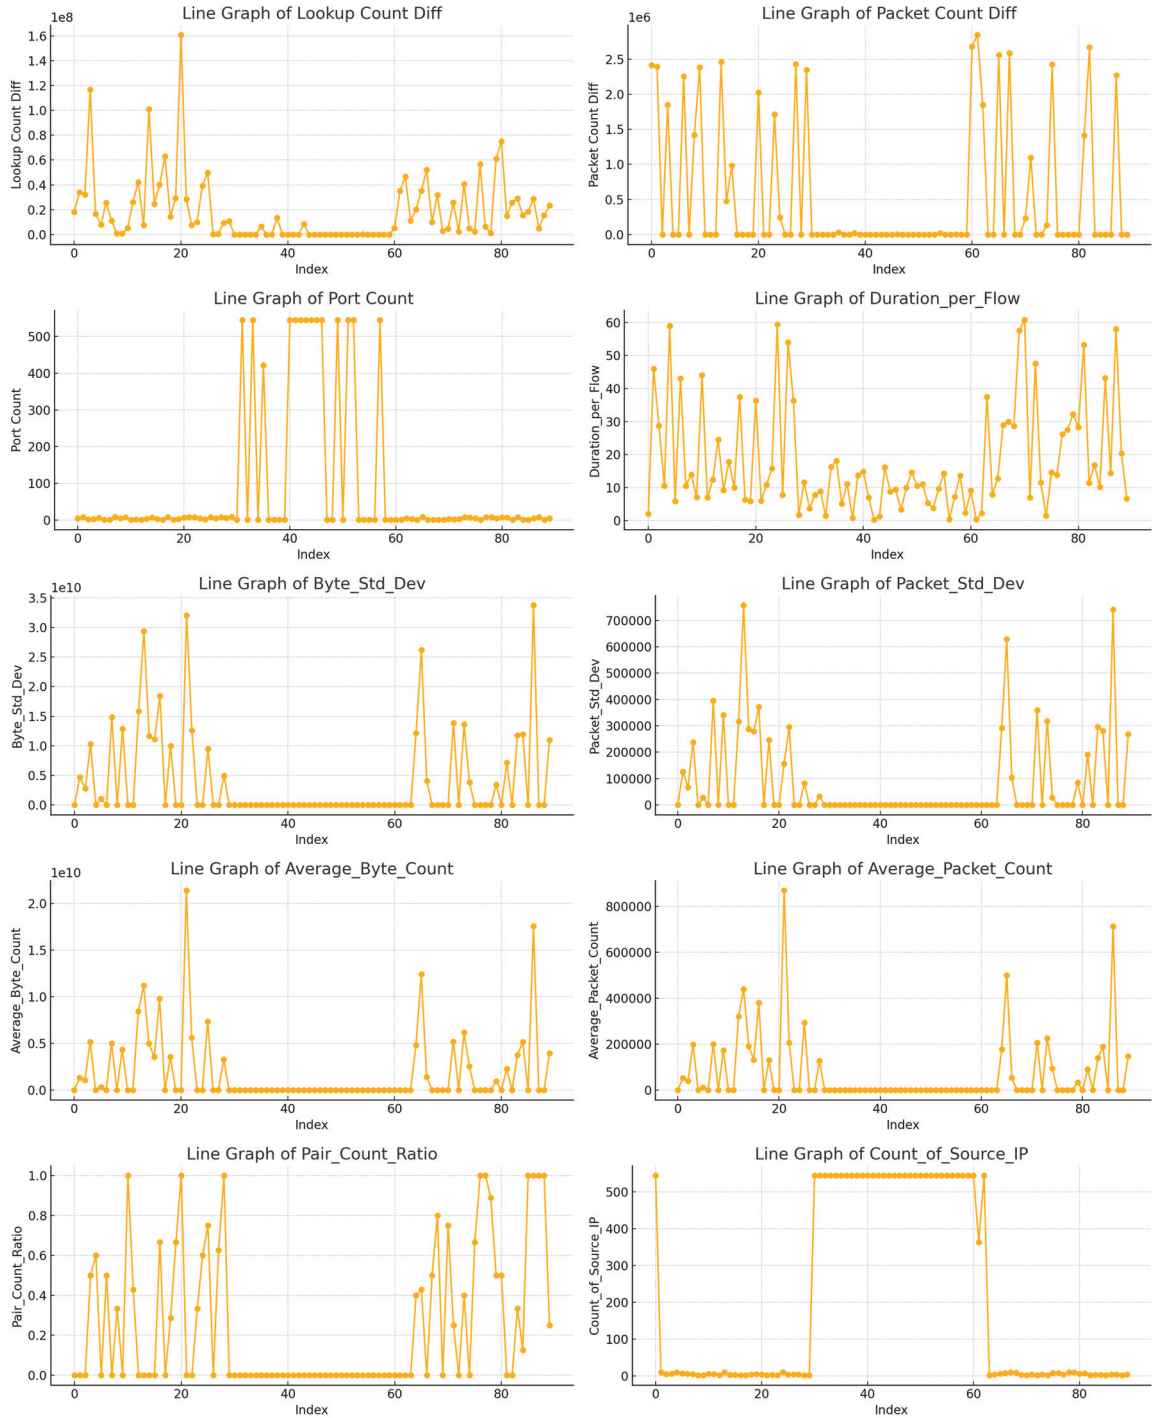 Line Graph of Lookup Count Diff
1e8
1.6
1.4
1.2
1.0
0.8
0.6
0.4
0.2
0.0
Lookup Count Diff
0 20 40 60 80
Index
Line Graph of Packet Count Diff
1e6
2.5
2.0
1.5
1.0
0.5
0.0
Packet Count Diff
0 20 40 60 80
Index
Line Graph of Port Count
500
400
300
200
100
0
Port Count
0 20 40 60 80
Index
Line Graph of Duration_per_Flow
60
50
40
30
20
10
0
Duration_per_Flow
0 20 40 60 80
Index
Line Graph of Byte_Std_Dev
1e10
3.5
3.0
2.5
2.0
1.5
1.0
0.5
0.0
Byte_Std_Dev
0 20 40 60 80
Index
Line Graph of Packet_Std_Dev
700000
600000
500000
400000
300000
200000
100000
0
Packet_Std_Dev
0 20 40 60 80
Index
Line Graph of Average_Byte_Count
1e10
2.0
1.5
1.0
0.5
0.0
Average_Byte_Count
0 20 40 60 80
Index
Line Graph of Average_Packet_Count
800000
600000
400000
200000
0
Average_Packet_Count
0 20 40 60 80
Index
Line Graph of Pair_Count_Ratio
1.0
0.8
0.6
0.4
0.2
0.0
Pair_Count_Ratio
0 20 40 60 80
Index
Line Graph of Count_of_Source_IP
500
400
300
200
100
0
Count_of_Source_IP
0 20 40 60 80
Index